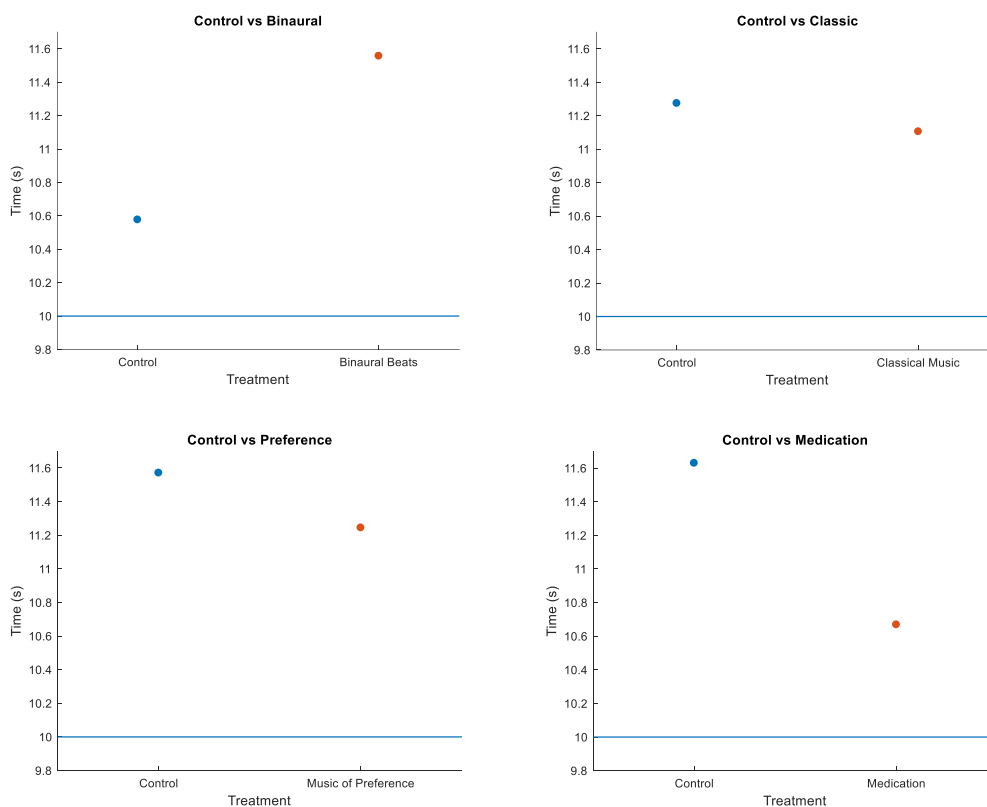 Control vs Binaural
11.6
11.4
11.2
11
10.8
10.6
10.4
10.2
10
9.8
Time (s)
Control
Binaural Beats
Treatment
Control vs Classic
11.6
11.4
11.2
11
10.8
10.6
10.4
10.2
10
9.8
Time (s)
Control
Classical Music
Treatment
Control vs Preference
11.6
11.4
11.2
11
10.8
10.6
10.4
10.2
10
9.8
Time (s)
Control
Music of Preference
Treatment
Control vs Medication
11.6
11.4
11.2
11
10.8
10.6
10.4
10.2
10
9.8
Time (s)
Control
Medication
Treatment